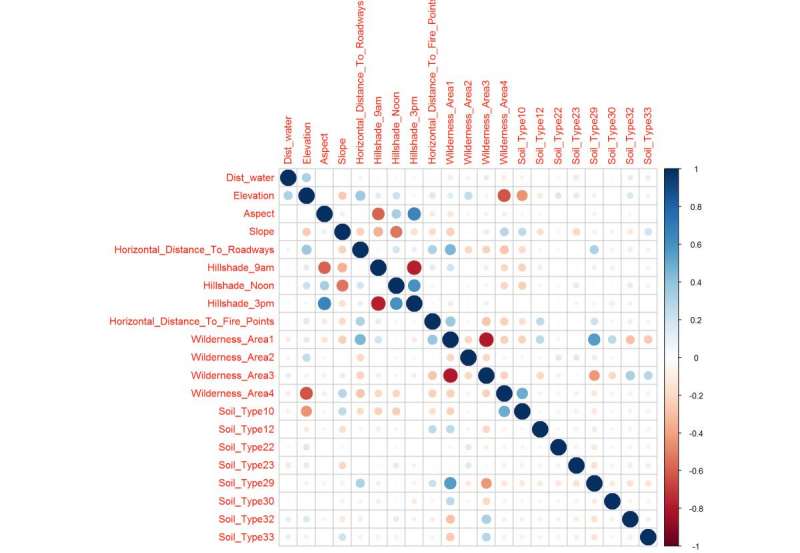 Dist_water
Elevation
Aspect
Slope
Horizontal_Distance_To_Roadways
Hillshade_9am
Hillshade_Noon
Hillshade_3pm
Horizontal_Distance_To_Fire_Points
Wilderness_Area1
Wilderness_Area2
Wilderness_Area3
Wilderness_Area4
Soil_Type10
Soil_Type12
Soil_Type22
Soil_Type23
Soil_Type29
Soil_Type30
Soil_Type32
Soil_Type33
Dist_water
Elevation
Aspect
Slope
Horizontal_Distance_To_Roadways
Hillshade_9am
Hillshade_Noon
Hillshade_3pm
Horizontal_Distance_To_Fire_Points
Wilderness_Area1
Wilderness_Area2
Wilderness_Area3
Wilderness_Area4
Soil_Type10
Soil_Type12
Soil_Type22
Soil_Type23
Soil_Type29
Soil_Type30
Soil_Type32
Soil_Type33
1
0.8
0.6
0.4
0.2
0
-0.2
-0.4
-0.6
-0.8
-1